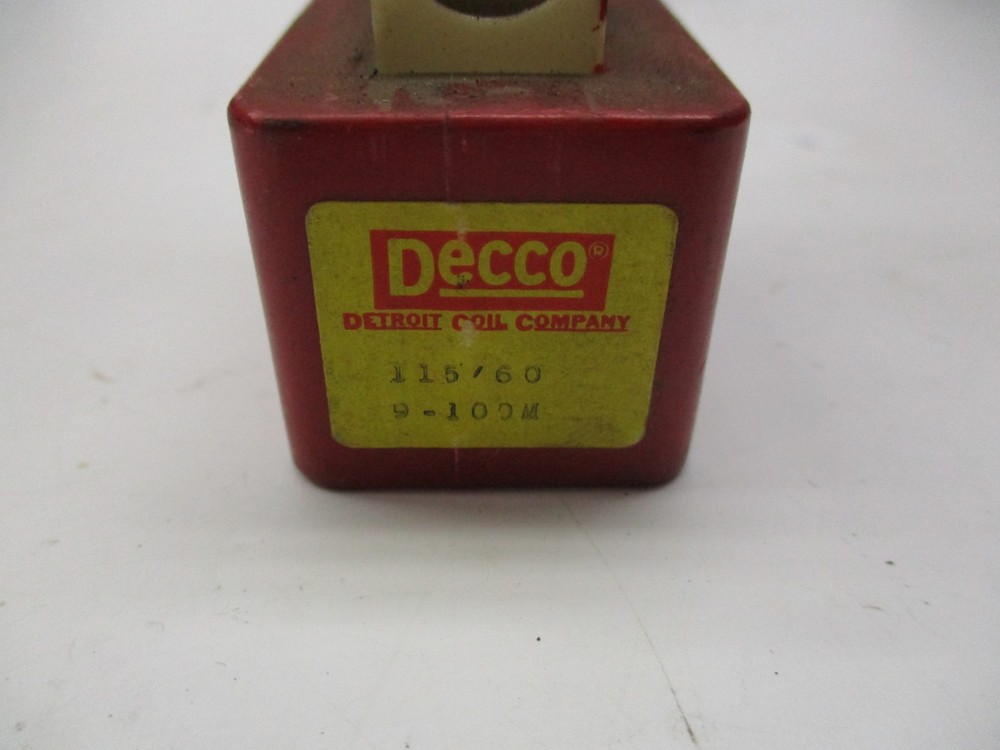 Decco®
DETROIT COIL COMPANY
115/60
9-100M